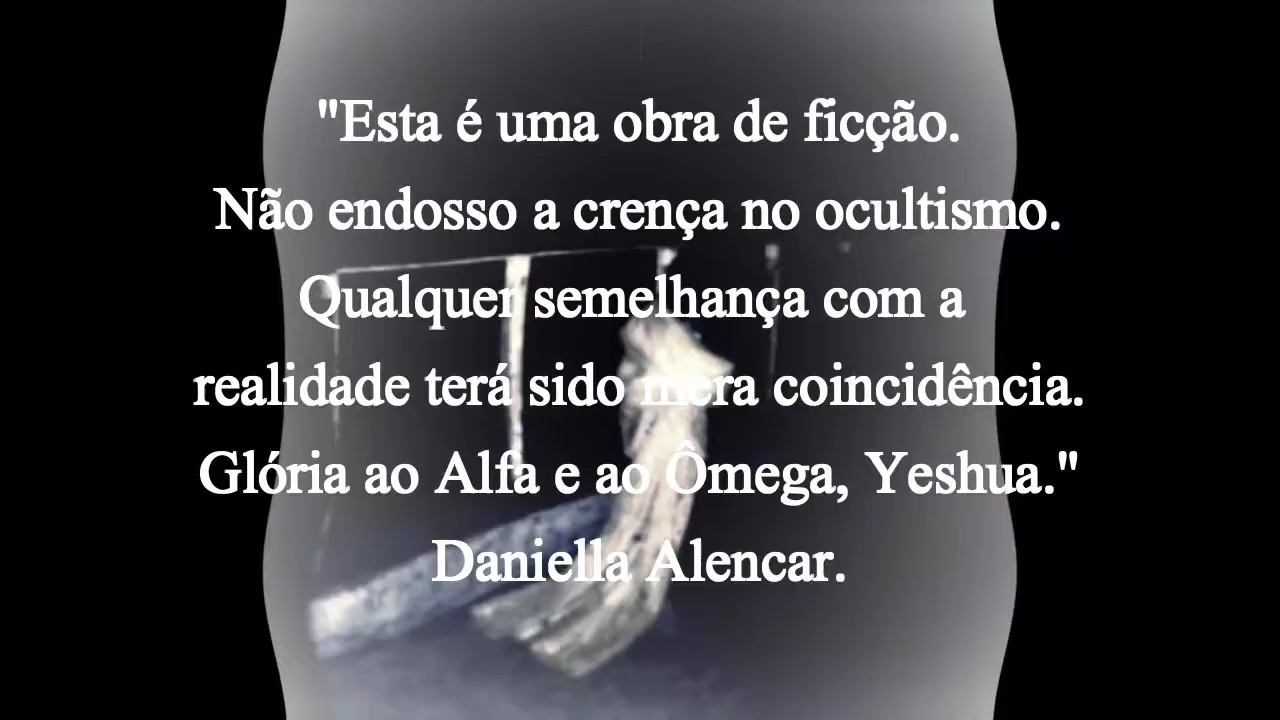 "Esta é uma obra de ficção.
Não endosso a crença no ocultismo.
Qualquer semelhança com a
realidade terá sido mera coincidência.
Glória ao Alfa e ao Ômega, Yeshua."
Daniella Alencar.